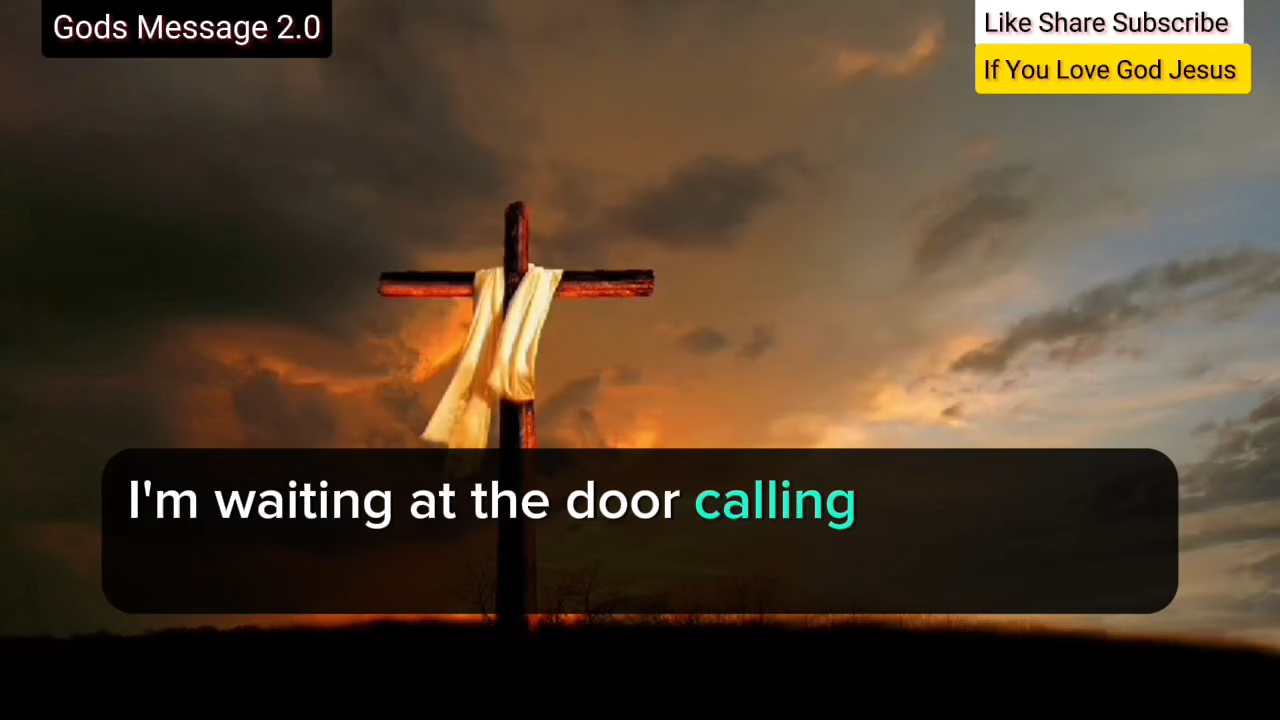 Gods Message 2.0
Like Share Subscribe
If You Love God Jesus
I'm waiting at the door calling